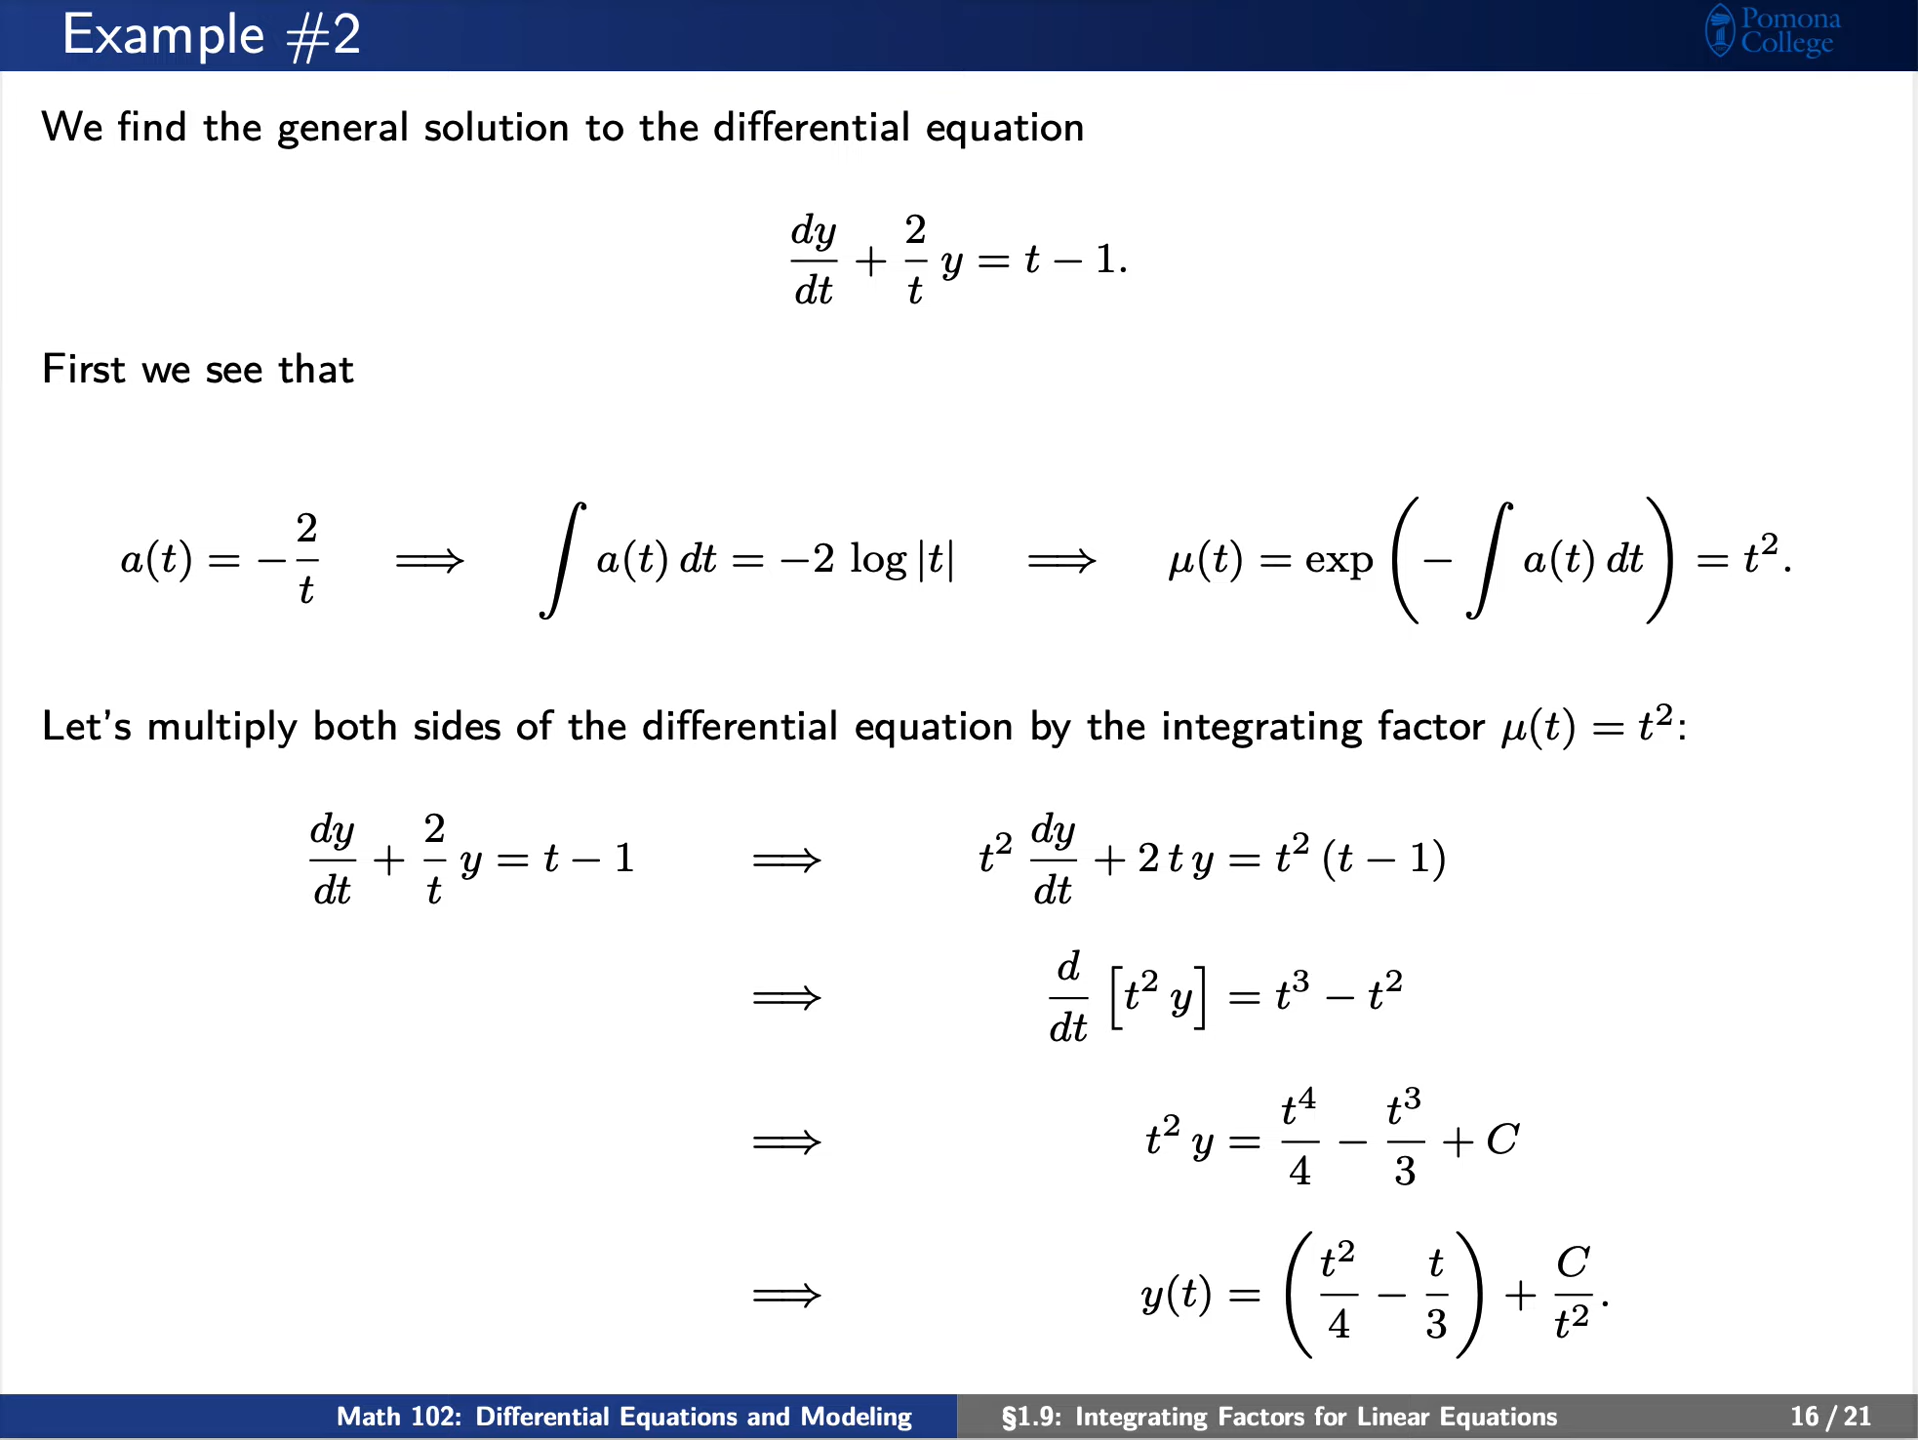 Example #2
Pomona
College
We find the general solution to the differential equation
dy/dt + 2/t y = t − 1.
First we see that
a(t) = −2/t ⟹ ∫ a(t) dt = −2 log |t| ⟹ μ(t) = exp(−∫ a(t) dt) = t².
Let's multiply both sides of the differential equation by the integrating factor μ(t) = t²:
dy/dt + 2/t y = t − 1 ⟹ t² dy/dt + 2 t y = t² (t − 1)
⟹ d/dt [t² y] = t³ − t²
⟹ t² y = t⁴/4 − t³/3 + C
⟹ y(t) = (t²/4 − t/3) + C/t².
Math 102: Differential Equations and Modeling §1.9: Integrating Factors for Linear Equations 16 / 21